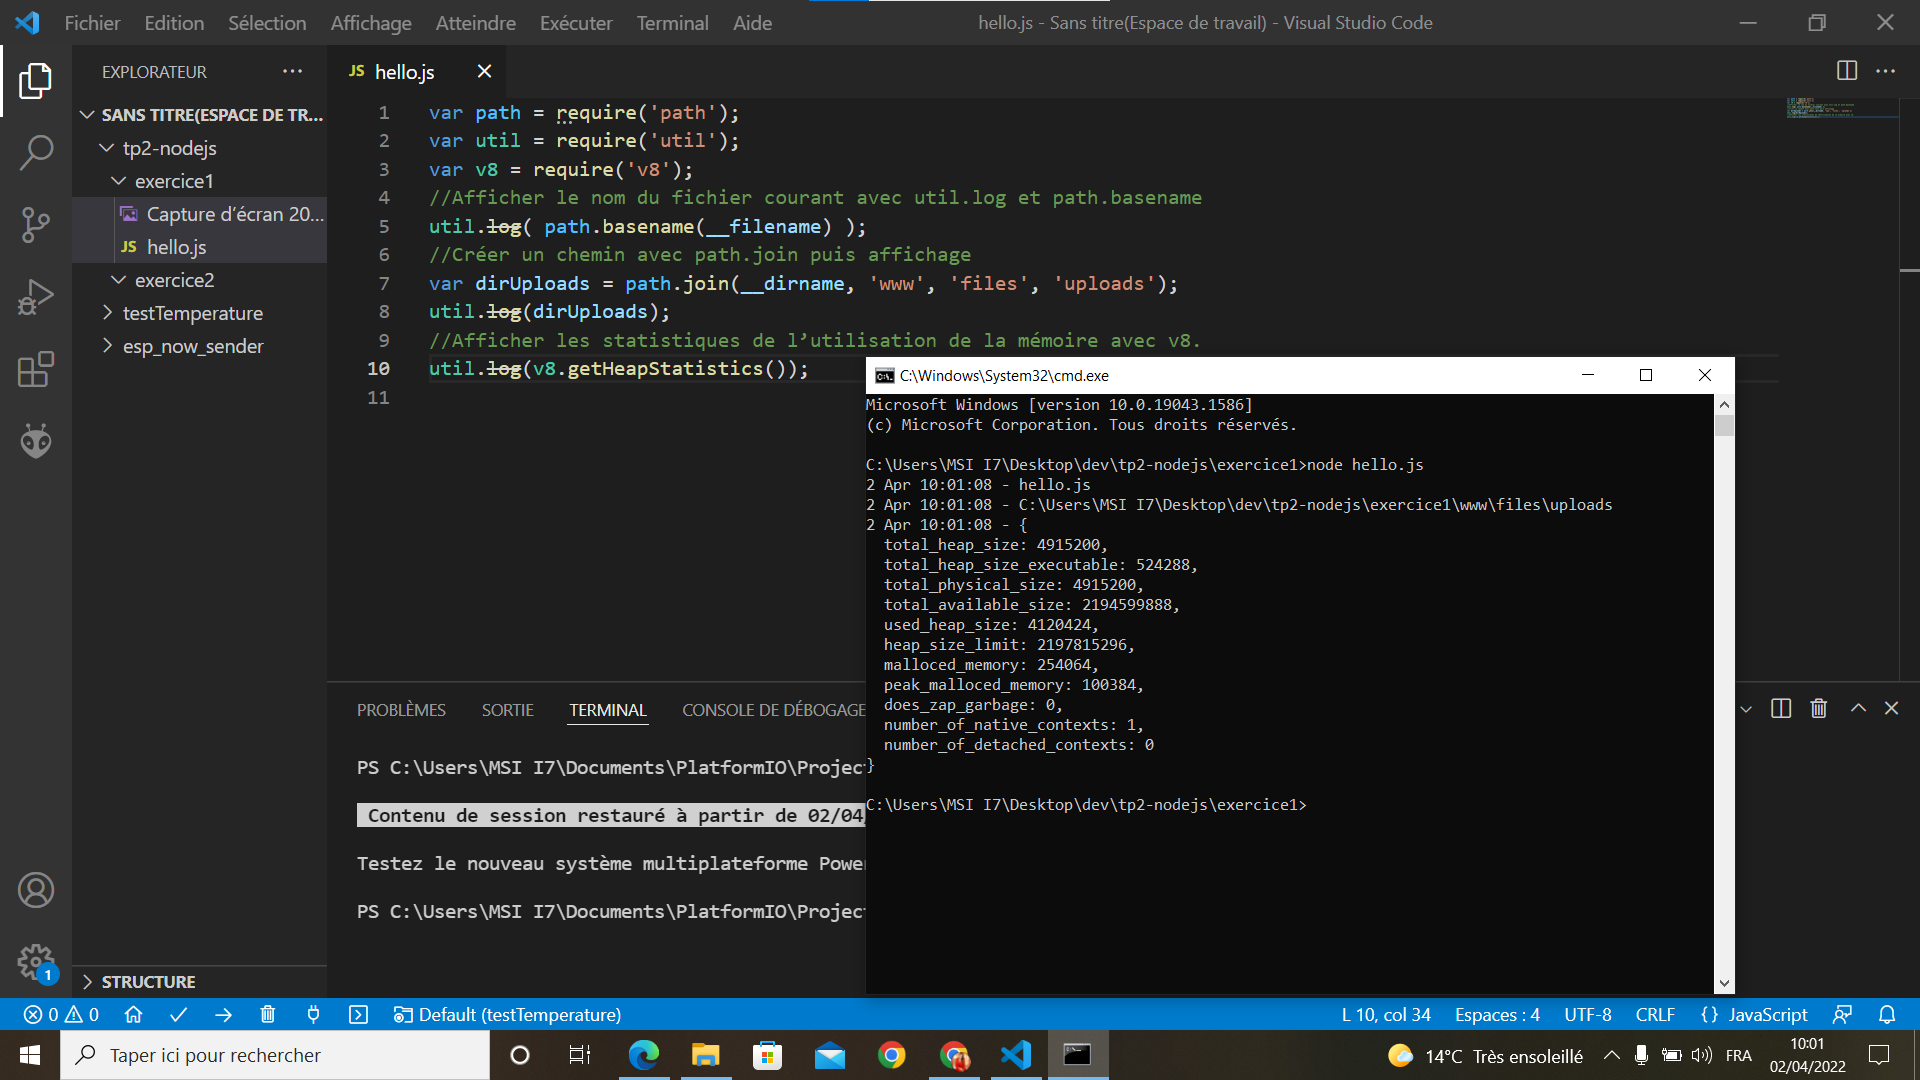 Fichier Edition Sélection Affichage Atteindre Exécuter Terminal Aide
hello.js - Sans titre(Espace de travail) - Visual Studio Code
EXPLORATEUR
SANS TITRE(ESPACE DE TR...
tp2-nodejs
exercice1
Capture d'écran 20...
JS hello.js
exercice2
testTemperature
esp_now_sender
STRUCTURE
1
JS hello.js
1 var path = require('path');
2 var util = require('util');
3 var v8 = require('v8');
4 //Afficher le nom du fichier courant avec util.log et path.basename
5 util.log( path.basename(__filename) );
6 //Créer un chemin avec path.join puis affichage
7 var dirUploads = path.join(__dirname, 'www', 'files', 'uploads');
8 util.log(dirUploads);
9 //Afficher les statistiques de l’utilisation de la mémoire avec v8.
10 util.log(v8.getHeapStatistics());
11
PROBLÈMES SORTIE TERMINAL CONSOLE DE DÉBOGAGE
PS C:\Users\MSI I7\Documents\PlatformIO\Projec
Contenu de session restauré à partir de 02/04
Testez le nouveau système multiplateforme Power
PS C:\Users\MSI I7\Documents\PlatformIO\Projec
C:\Windows\System32\cmd.exe
Microsoft Windows [version 10.0.19043.1586]
(c) Microsoft Corporation. Tous droits réservés.
C:\Users\MSI I7\Desktop\dev\tp2-nodejs\exercice1>node hello.js
2 Apr 10:01:08 - hello.js
2 Apr 10:01:08 - C:\Users\MSI I7\Desktop\dev\tp2-nodejs\exercice1\www\files\uploads
2 Apr 10:01:08 - {
total_heap_size: 4915200,
total_heap_size_executable: 524288,
total_physical_size: 4915200,
total_available_size: 2194599888,
used_heap_size: 4120424,
heap_size_limit: 2197815296,
malloced_memory: 254064,
peak_malloced_memory: 100384,
does_zap_garbage: 0,
number_of_native_contexts: 1,
number_of_detached_contexts: 0
}
C:\Users\MSI I7\Desktop\dev\tp2-nodejs\exercice1>
0 0 Default (testTemperature) L 10, col 34 Espaces : 4 UTF-8 CRLF {} JavaScript
Taper ici pour rechercher
14°C Très ensoleillé FRA
10:01
02/04/2022